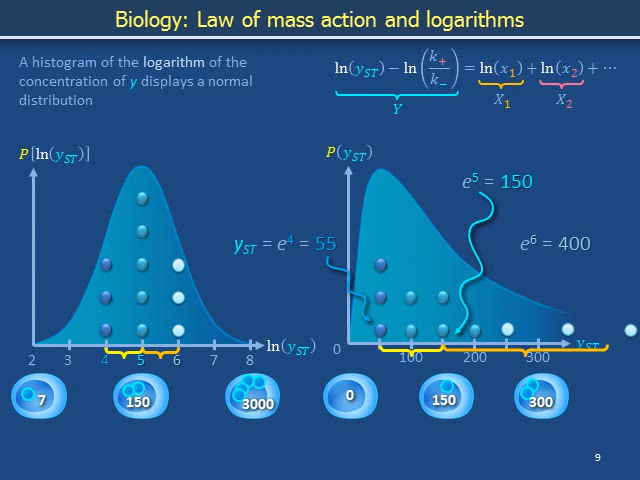 Biology: Law of mass action and logarithms
A histogram of the logarithm of the
concentration of y displays a normal
distribution
ln(y_ST) − ln(k₊/k₋) = ln(x₁) + ln(x₂) + ⋯
Y X₁ X₂
P[ln(y_ST)]
P(y_ST)
e⁵ = 150
y_ST = e⁴ = 55
e⁶ = 400
2 3 4 5 6 7 8 ln(y_ST)
0 100 200 300 y_ST
7 150 3000 0 150 300
9